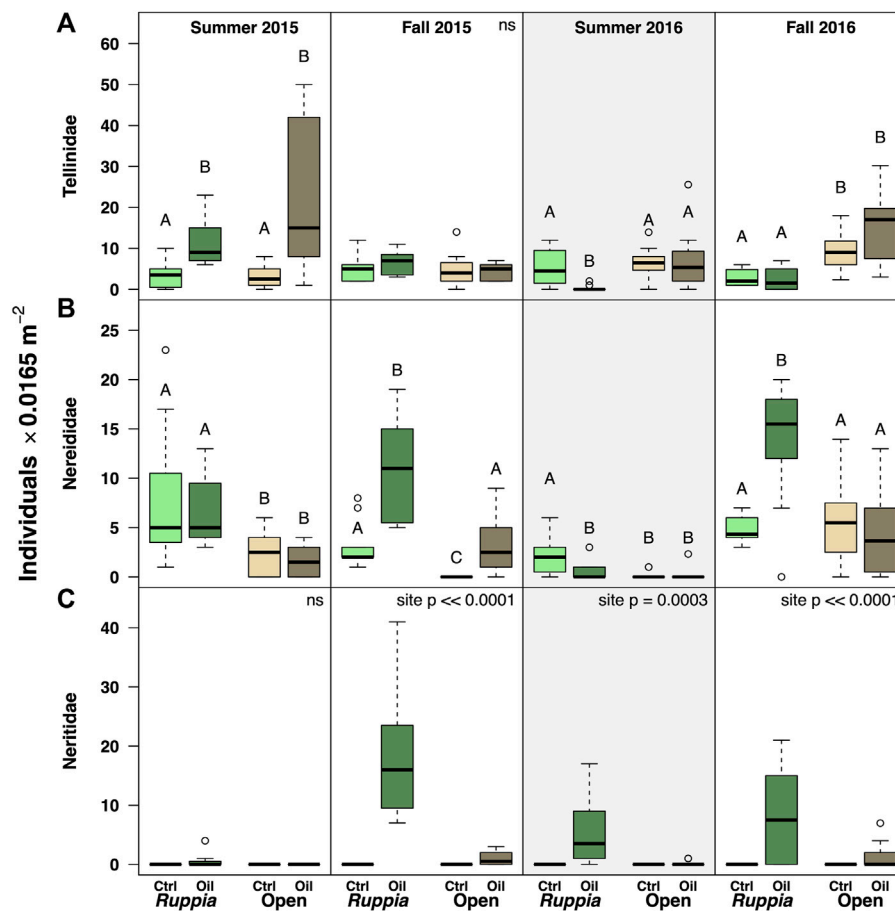 A
Summer 2015
Fall 2015
ns
Summer 2016
Fall 2016
60
50
40
30
20
10
0
Tellinidae
A
B
A
B
A
B
A
A
A
A
B
B
B
25
20
15
10
5
0
Nereididae
A
A
B
B
A
B
C
A
A
B
B
B
A
B
A
A
Individuals × 0.0165 m⁻²
C
ns
site p << 0.0001
site p = 0.0003
site p << 0.0001
40
30
20
10
0
Neritidae
Ctrl Oil Ctrl Oil Ctrl Oil Ctrl Oil Ctrl Oil Ctrl Oil Ctrl Oil Ctrl Oil
Ruppia Open Ruppia Open Ruppia Open Ruppia Open